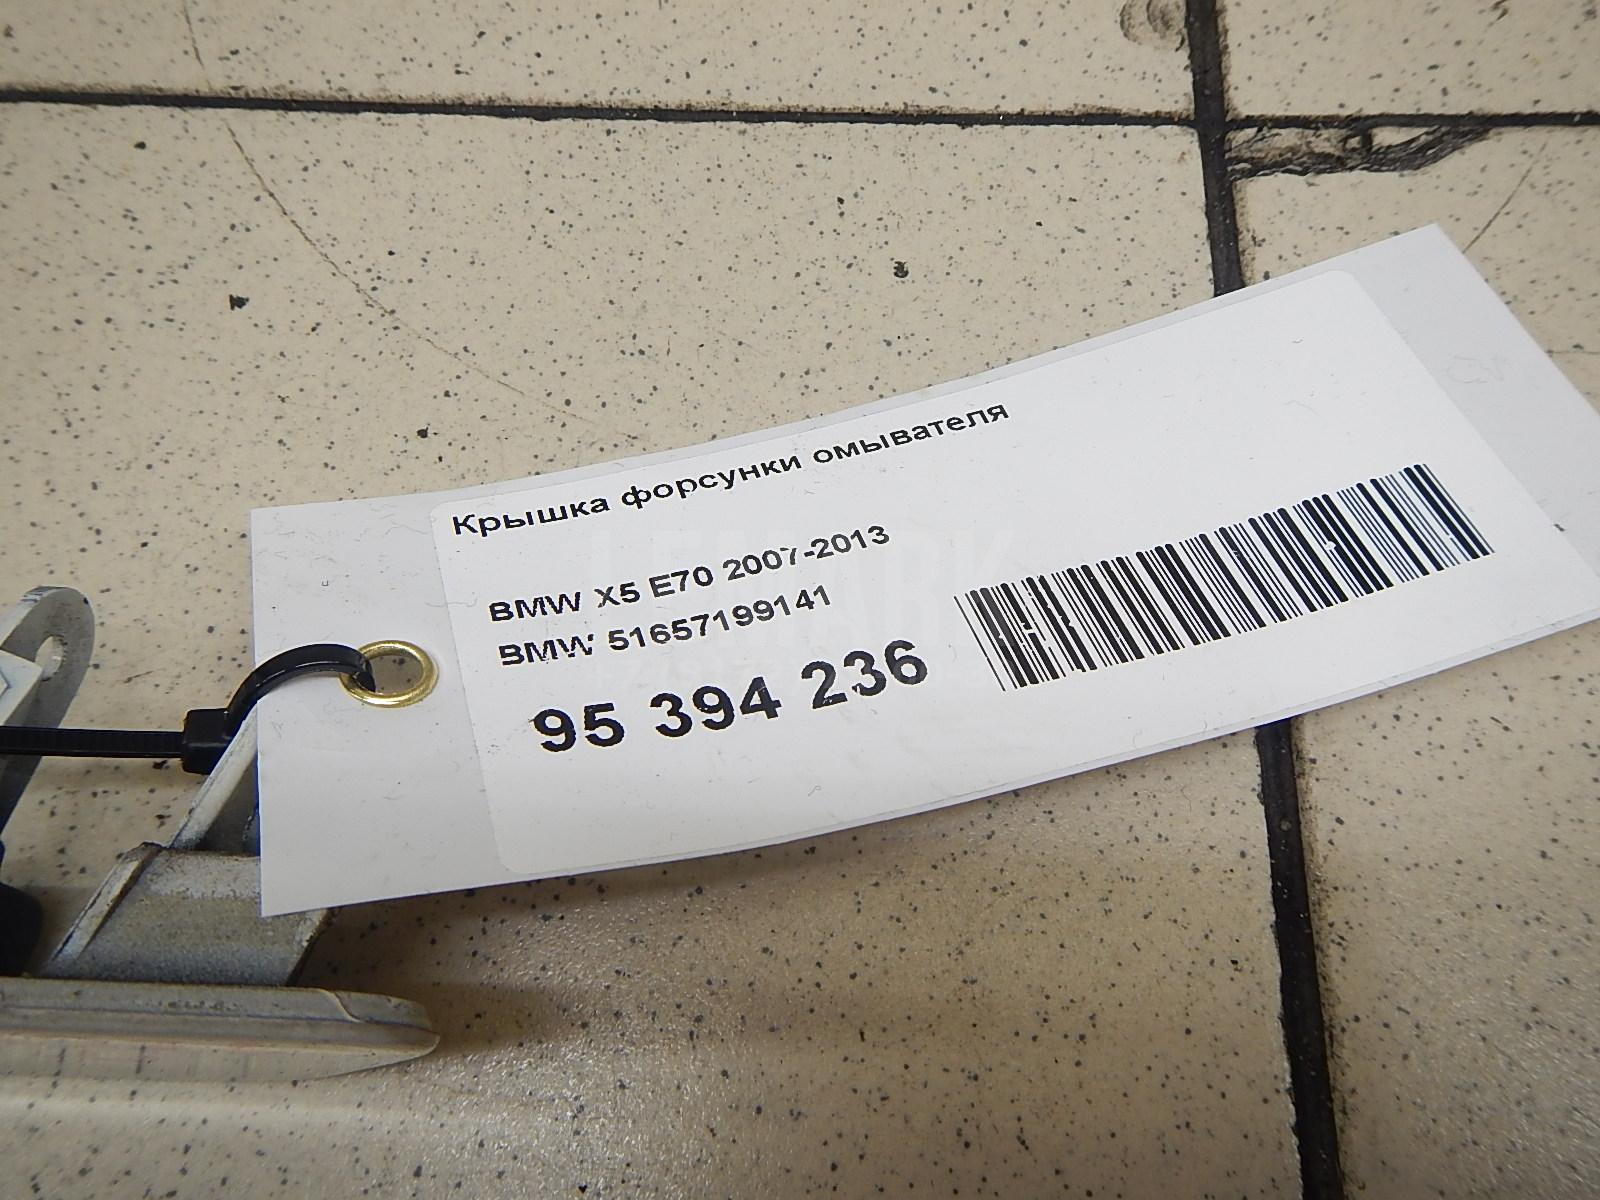 Крышка форсунки омывателя
BMW X5 E70 2007-2013
BMW 51657199141
95 394 236